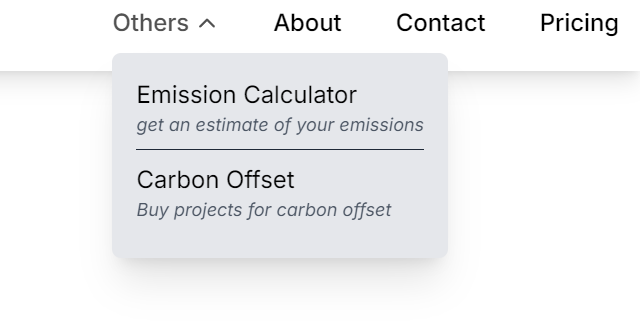 Others About Contact Pricing
Emission Calculator
get an estimate of your emissions
Carbon Offset
Buy projects for carbon offset